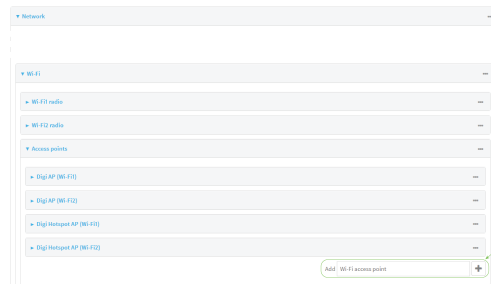 Network
Wi-Fi
Wi-Fi1 radio
Wi-Fi2 radio
Access points
Digi AP (Wi-Fi1)
Digi AP (Wi-Fi2)
Digi Hotspot AP (Wi-Fi1)
Digi Hotspot AP (Wi-Fi2)
Add Wi-Fi access point